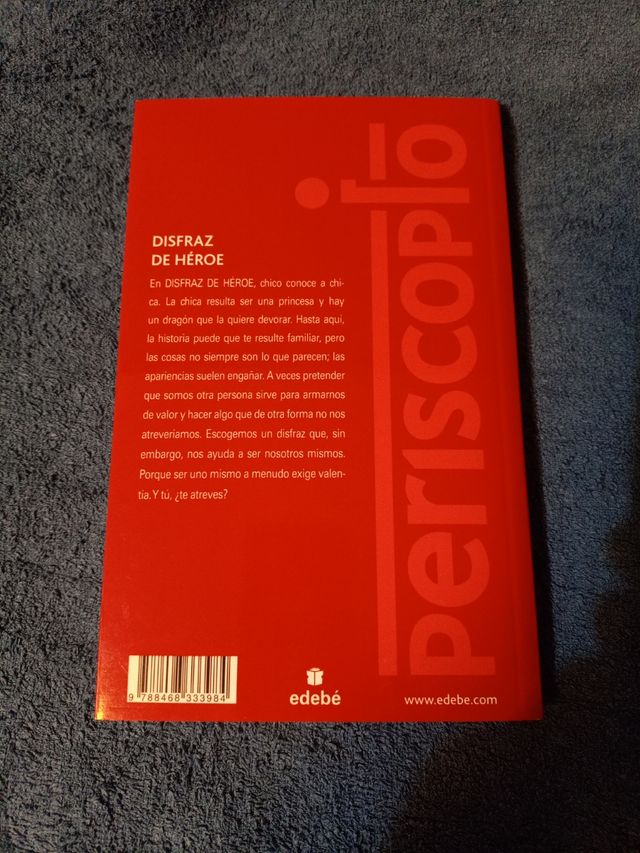 DISFRAZ
DE HÉROE
En DISFRAZ DE HÉROE, chico conoce a chi-
ca. La chica resulta ser una princesa y hay
un dragón que la quiere devorar. Hasta aquí,
la historia puede que te resulte familiar, pero
las cosas no siempre son lo que parecen; las
apariencias suelen engañar. A veces pretender
que somos otra persona sirve para armarnos
de valor y hacer algo que de otra forma no nos
atreveríamos. Escogemos un disfraz que, sin
embargo, nos ayuda a ser nosotros mismos.
Porque ser uno mismo a menudo exige valen-
tía. Y tú, ¿te atreves?
periscopio
9 788468 333984
edebé
www.edebe.com